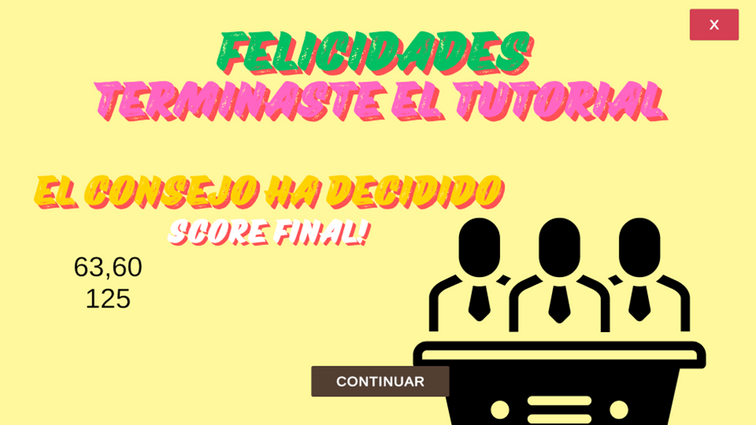 X
FELICIDADES
TERMINASTE EL TUTORIAL
EL CONSEJO HA DECIDIDO
SCORE FINAL!
63,60
125
CONTINUAR